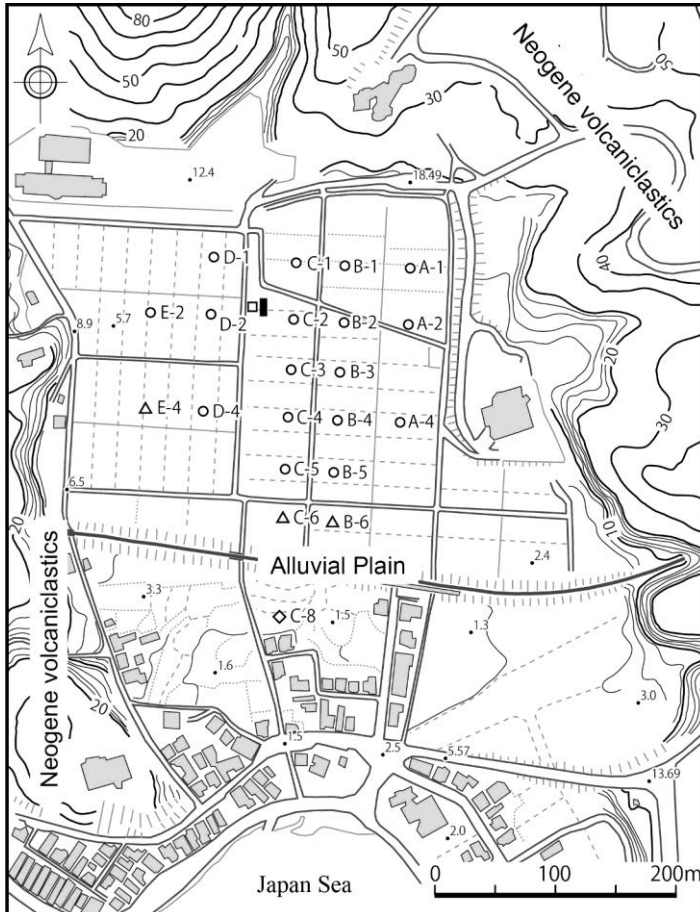 80
50
20
50
30
50
Neogene volcaniclastics
40
20
30
10
12.4
18.49
D-1
C-1
B-1
A-1
E-2
D-2
C-2
B-2
A-2
5.7
8.9
C-3
B-3
E-4
D-4
C-4
B-4
A-4
C-5
B-5
6.5
20
C-6
B-6
Alluvial Plain
2.4
Neogene volcaniclastics
3.3
C-8
1.5
1.3
1.6
3.0
20
1.5
2.5
5.57
13.69
2.0
Japan Sea
0 100 200m